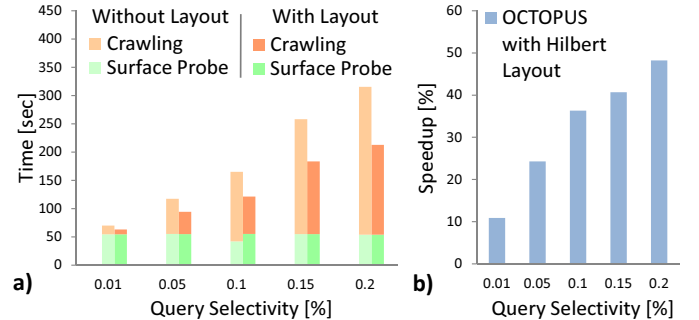 Without Layout
With Layout
Crawling
Crawling
Surface Probe
Surface Probe
450
400
350
300
250
200
150
100
50
0
Time [sec]
0.01 0.05 0.1 0.15 0.2
Query Selectivity [%]
a)
OCTOPUS
with Hilbert
Layout
60
50
40
30
20
10
0
Speedup [%]
0.01 0.05 0.1 0.15 0.2
Query Selectivity [%]
b)